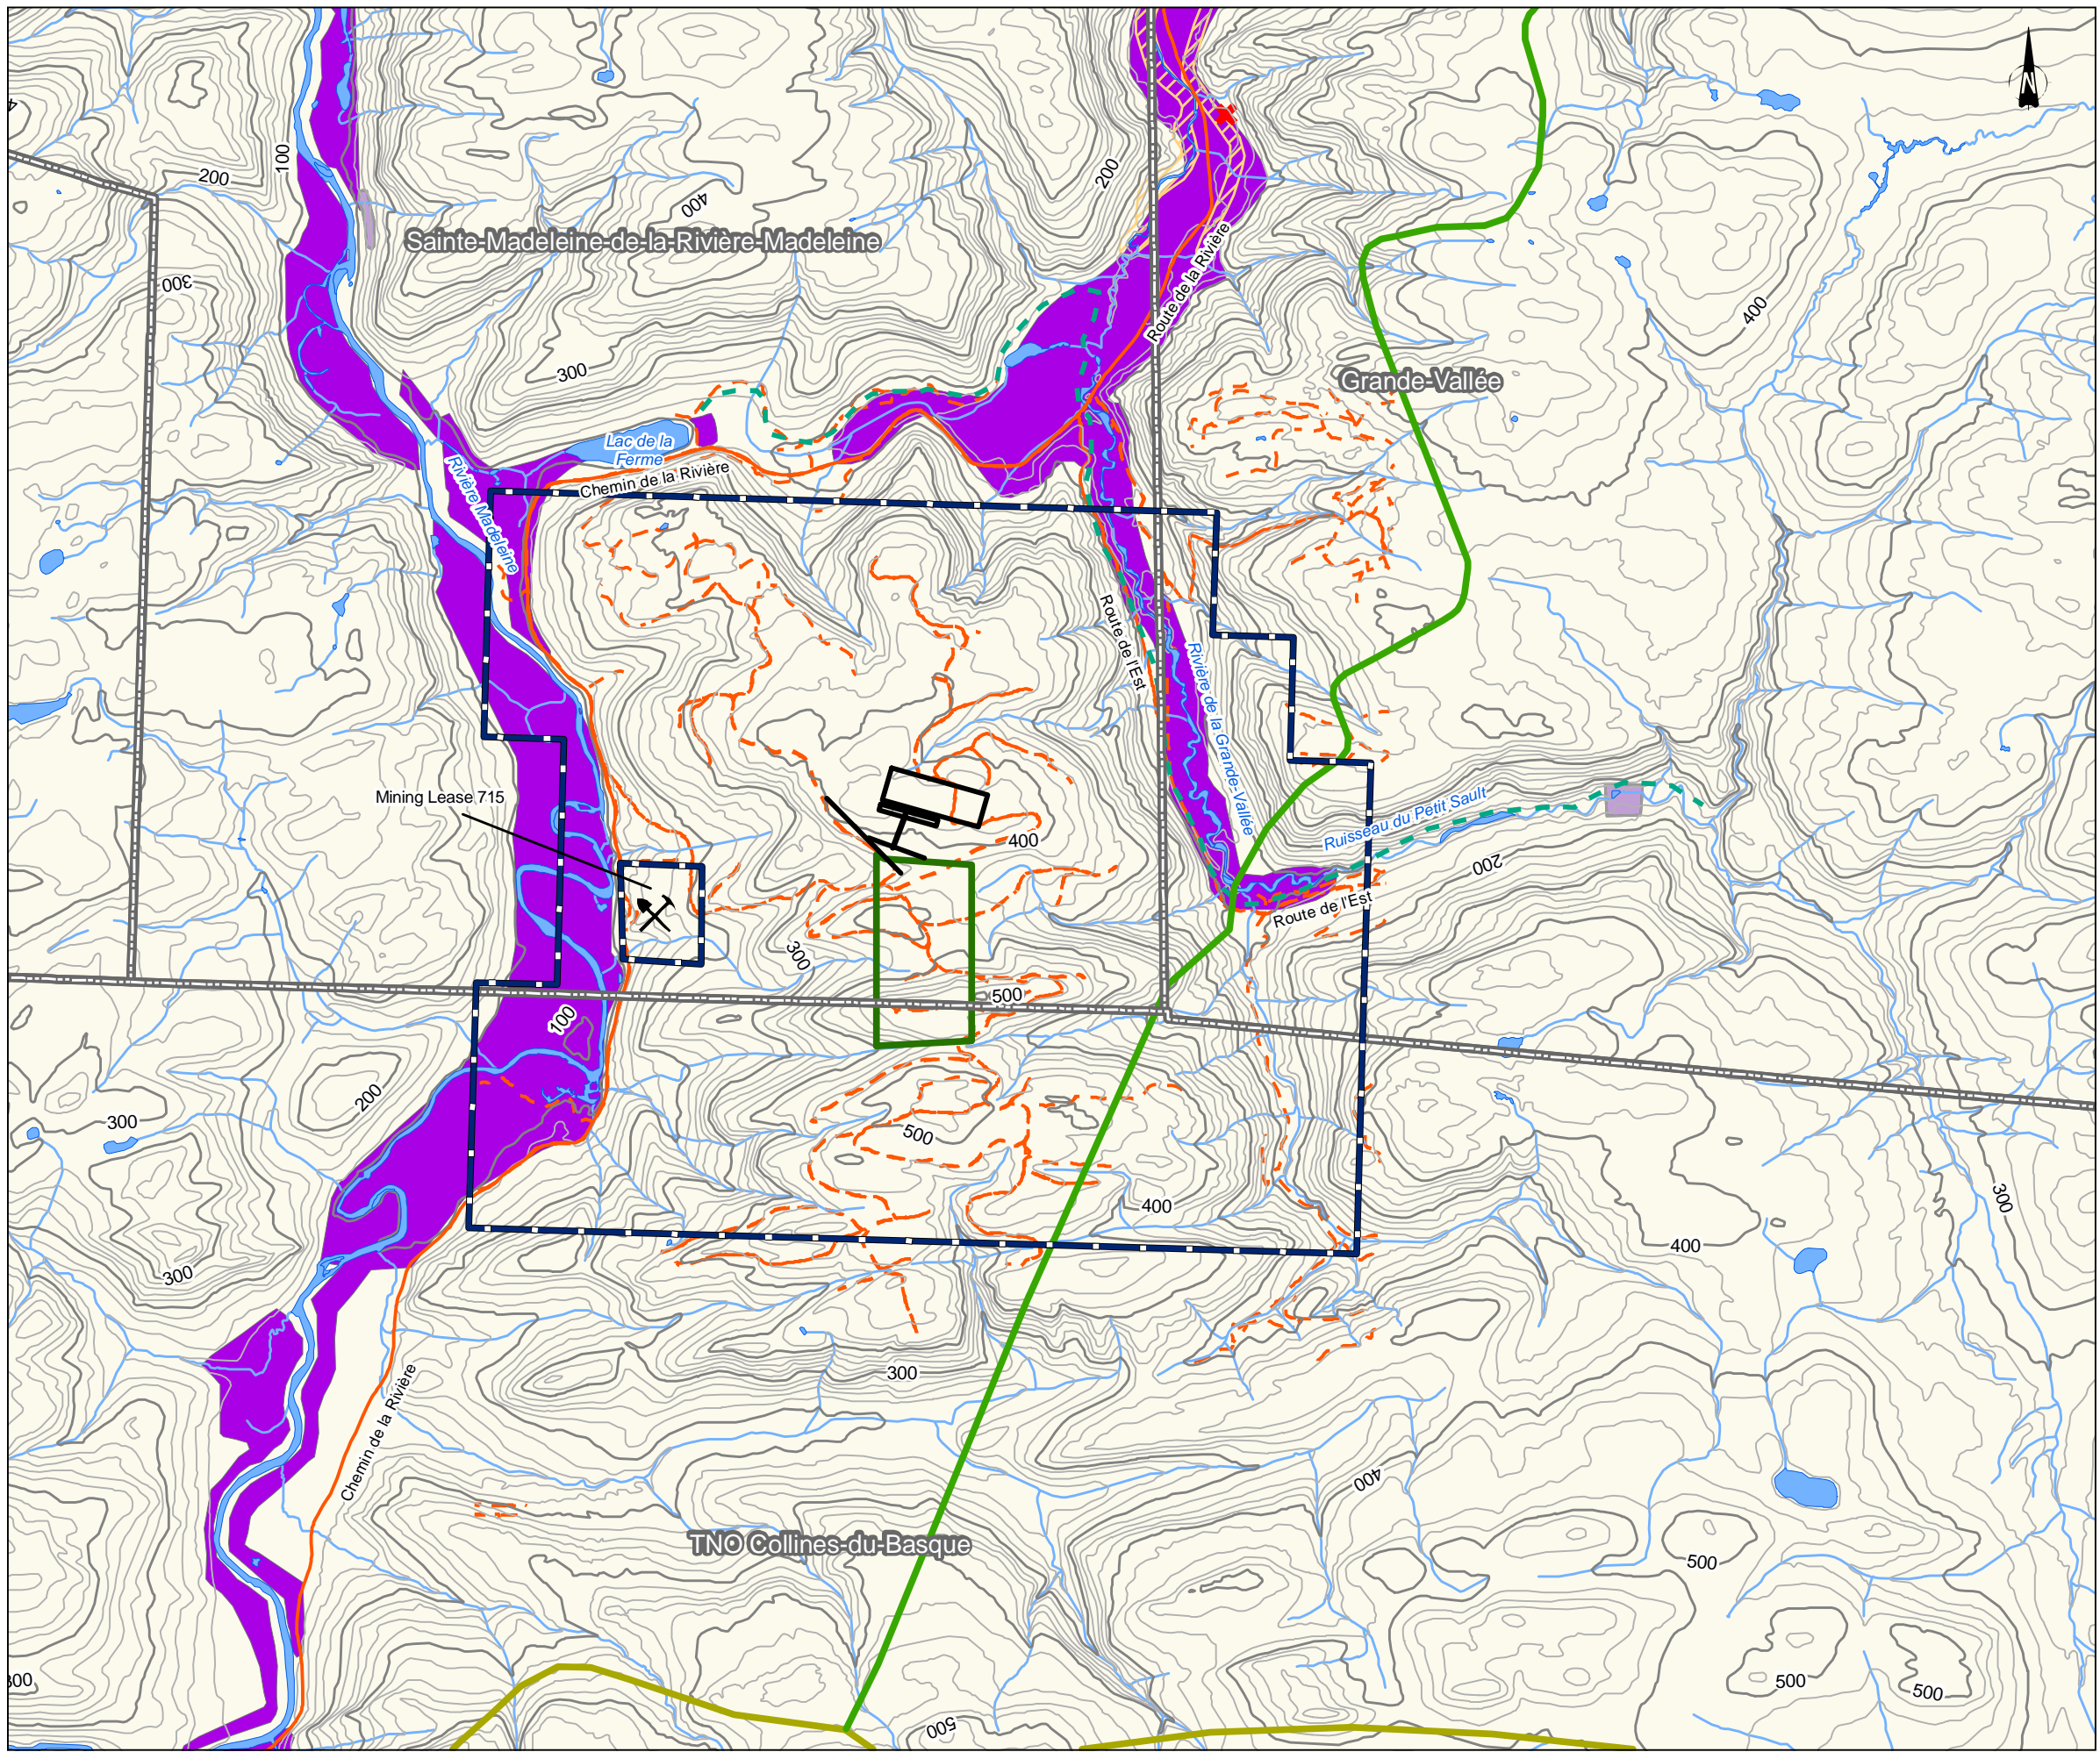 N
4
200
100
200
400
Sainte-Madeleine-de-la-Rivière-Madeleine
300
Route de la Rivière
400
300
Grande-Vallée
Lac de la
Ferme
Chemin de la Rivière
Rivière Madeleine
Route de l'Est
Rivière de la Grande-Vallée
Mining Lease 715
400
Ruisseau du Petit Sault
200
Route de l'Est
300
500
100
200
300
500
400
300
400
300
300
Chemin de la Rivière
400
TNO Collines-du-Basque
500
300
500
500
500